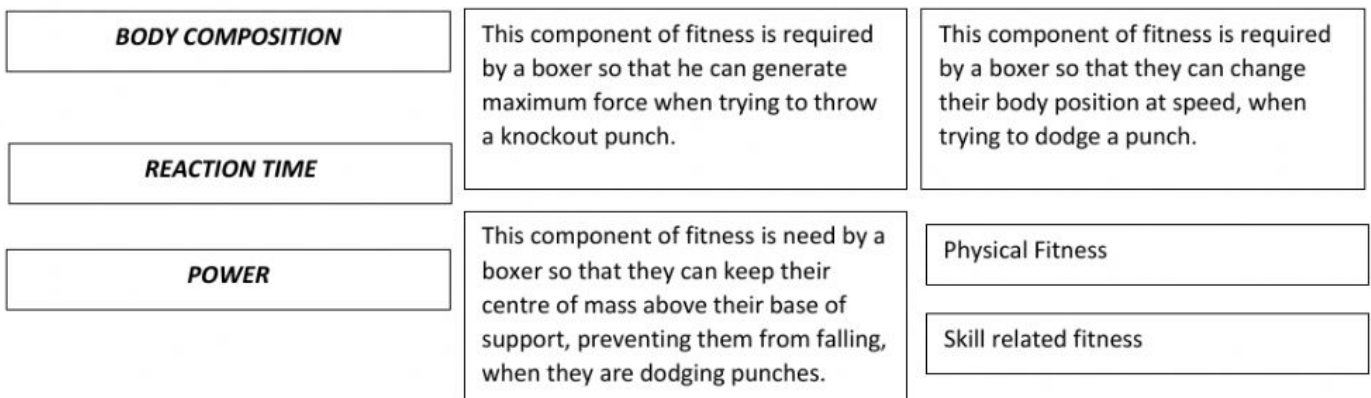 BODY COMPOSITION
REACTION TIME
POWER
This component of fitness is required
by a boxer so that he can generate
maximum force when trying to throw
a knockout punch.
This component of fitness is need by a
boxer so that they can keep their
centre of mass above their base of
support, preventing them from falling,
when they are dodging punches.
This component of fitness is required
by a boxer so that they can change
their body position at speed, when
trying to dodge a punch.
Physical Fitness
Skill related fitness